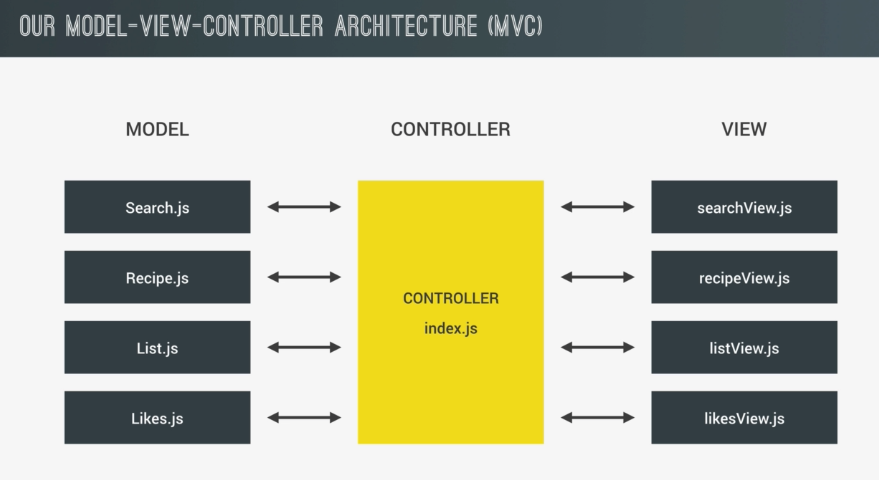 OUR MODEL-VIEW-CONTROLLER ARCHITECTURE (MVC)
MODEL
CONTROLLER
VIEW
Search.js
searchView.js
Recipe.js
recipeView.js
CONTROLLER
index.js
List.js
listView.js
Likes.js
likesView.js